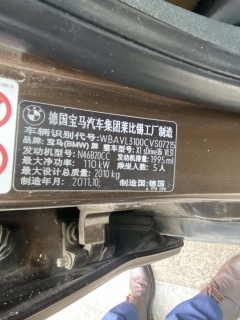 德国宝马汽车集团莱比锡工厂制造
车辆识别代号:WBAVL3100CVS07215
品牌:宝马(BMW)牌 整车型号:X1 sDrive18i VL31
发动机型号:N46B20CC 发动机排量:1995ml
最大净功率:110 kW 乘坐人数:5人
最大设计总质量:2010 kg
制造年月:2011.10 制造国:德国